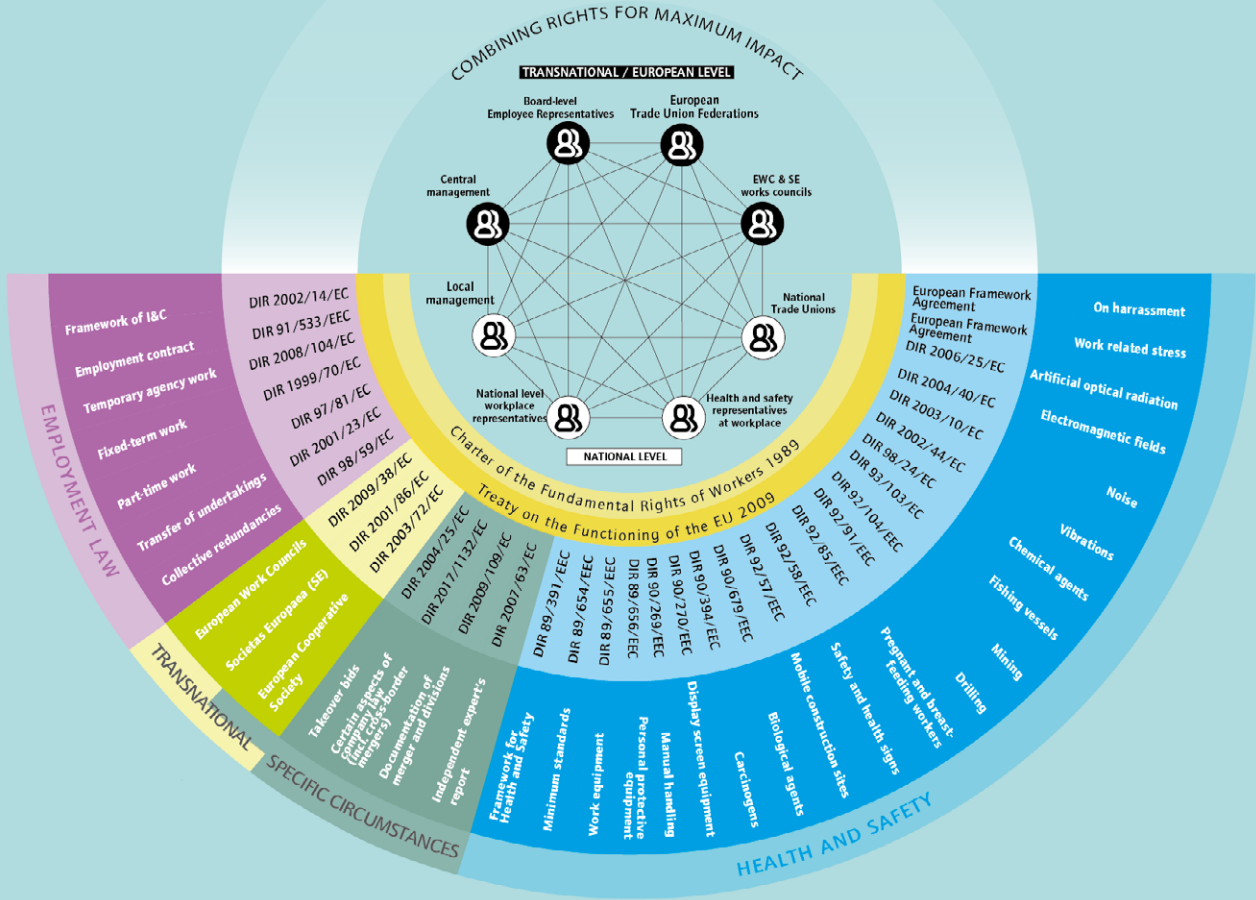 COMBINING RIGHTS FOR MAXIMUM IMPACT
TRANSNATIONAL / EUROPEAN LEVEL
Board-level
Employee Representatives
European
Trade Union Federations
Central
management
EWC & SE
works councils
Local
management
National
Trade Unions
National level
workplace
representatives
Health and safety
representatives
at workplace
NATIONAL LEVEL
Charter of the Fundamental Rights of Workers 1989
Treaty on the Functioning of the EU 2009
EMPLOYMENT LAW
Framework of I&C
Employment contract
Temporary agency work
Fixed-term work
Part-time work
Transfer of undertakings
Collective redundancies
DIR 2002/14/EC
DIR 91/533/EEC
DIR 2008/104/EC
DIR 1999/70/EC
DIR 97/81/EC
DIR 2001/23/EC
DIR 98/59/EC
TRANSNATIONAL
European Work Councils
Societas Europaea (SE)
European Cooperative
Society
DIR 2009/38/EC
DIR 2001/86/EC
DIR 2003/72/EC
SPECIFIC CIRCUMSTANCES
Takeover bids
Certain aspects of
company law
(incl. cross-border
mergers)
Documentation of
merger and divisions
Independent expert's
report
DIR 2004/25/EC
DIR 2017/1132/EC
DIR 2009/109/EC
DIR 2007/63/EC
HEALTH AND SAFETY
Framework for
Health and Safety
Minimum standards
Work equipment
Personal protective
equipment
Manual handling
Display screen equipment
Carcinogens
Biological agents
Mobile construction sites
Safety and health signs
Pregnant and breast-
feeding workers
Drilling
Mining
Fishing vessels
Chemical agents
Vibrations
Noise
Electromagnetic fields
Artificial optical radiation
Work related stress
On harrassment
DIR 89/391/EEC
DIR 89/654/EEC
DIR 89/655/EEC
DIR 89/656/EEC
DIR 90/269/EEC
DIR 90/270/EEC
DIR 90/394/EEC
DIR 90/679/EEC
DIR 92/57/EEC
DIR 92/58/EEC
DIR 92/85/EEC
DIR 92/91/EEC
DIR 92/104/EEC
DIR 93/103/EC
DIR 98/24/EC
DIR 2002/44/EC
DIR 2003/10/EC
DIR 2004/40/EC
DIR 2006/25/EC
European Framework
Agreement
European Framework
Agreement